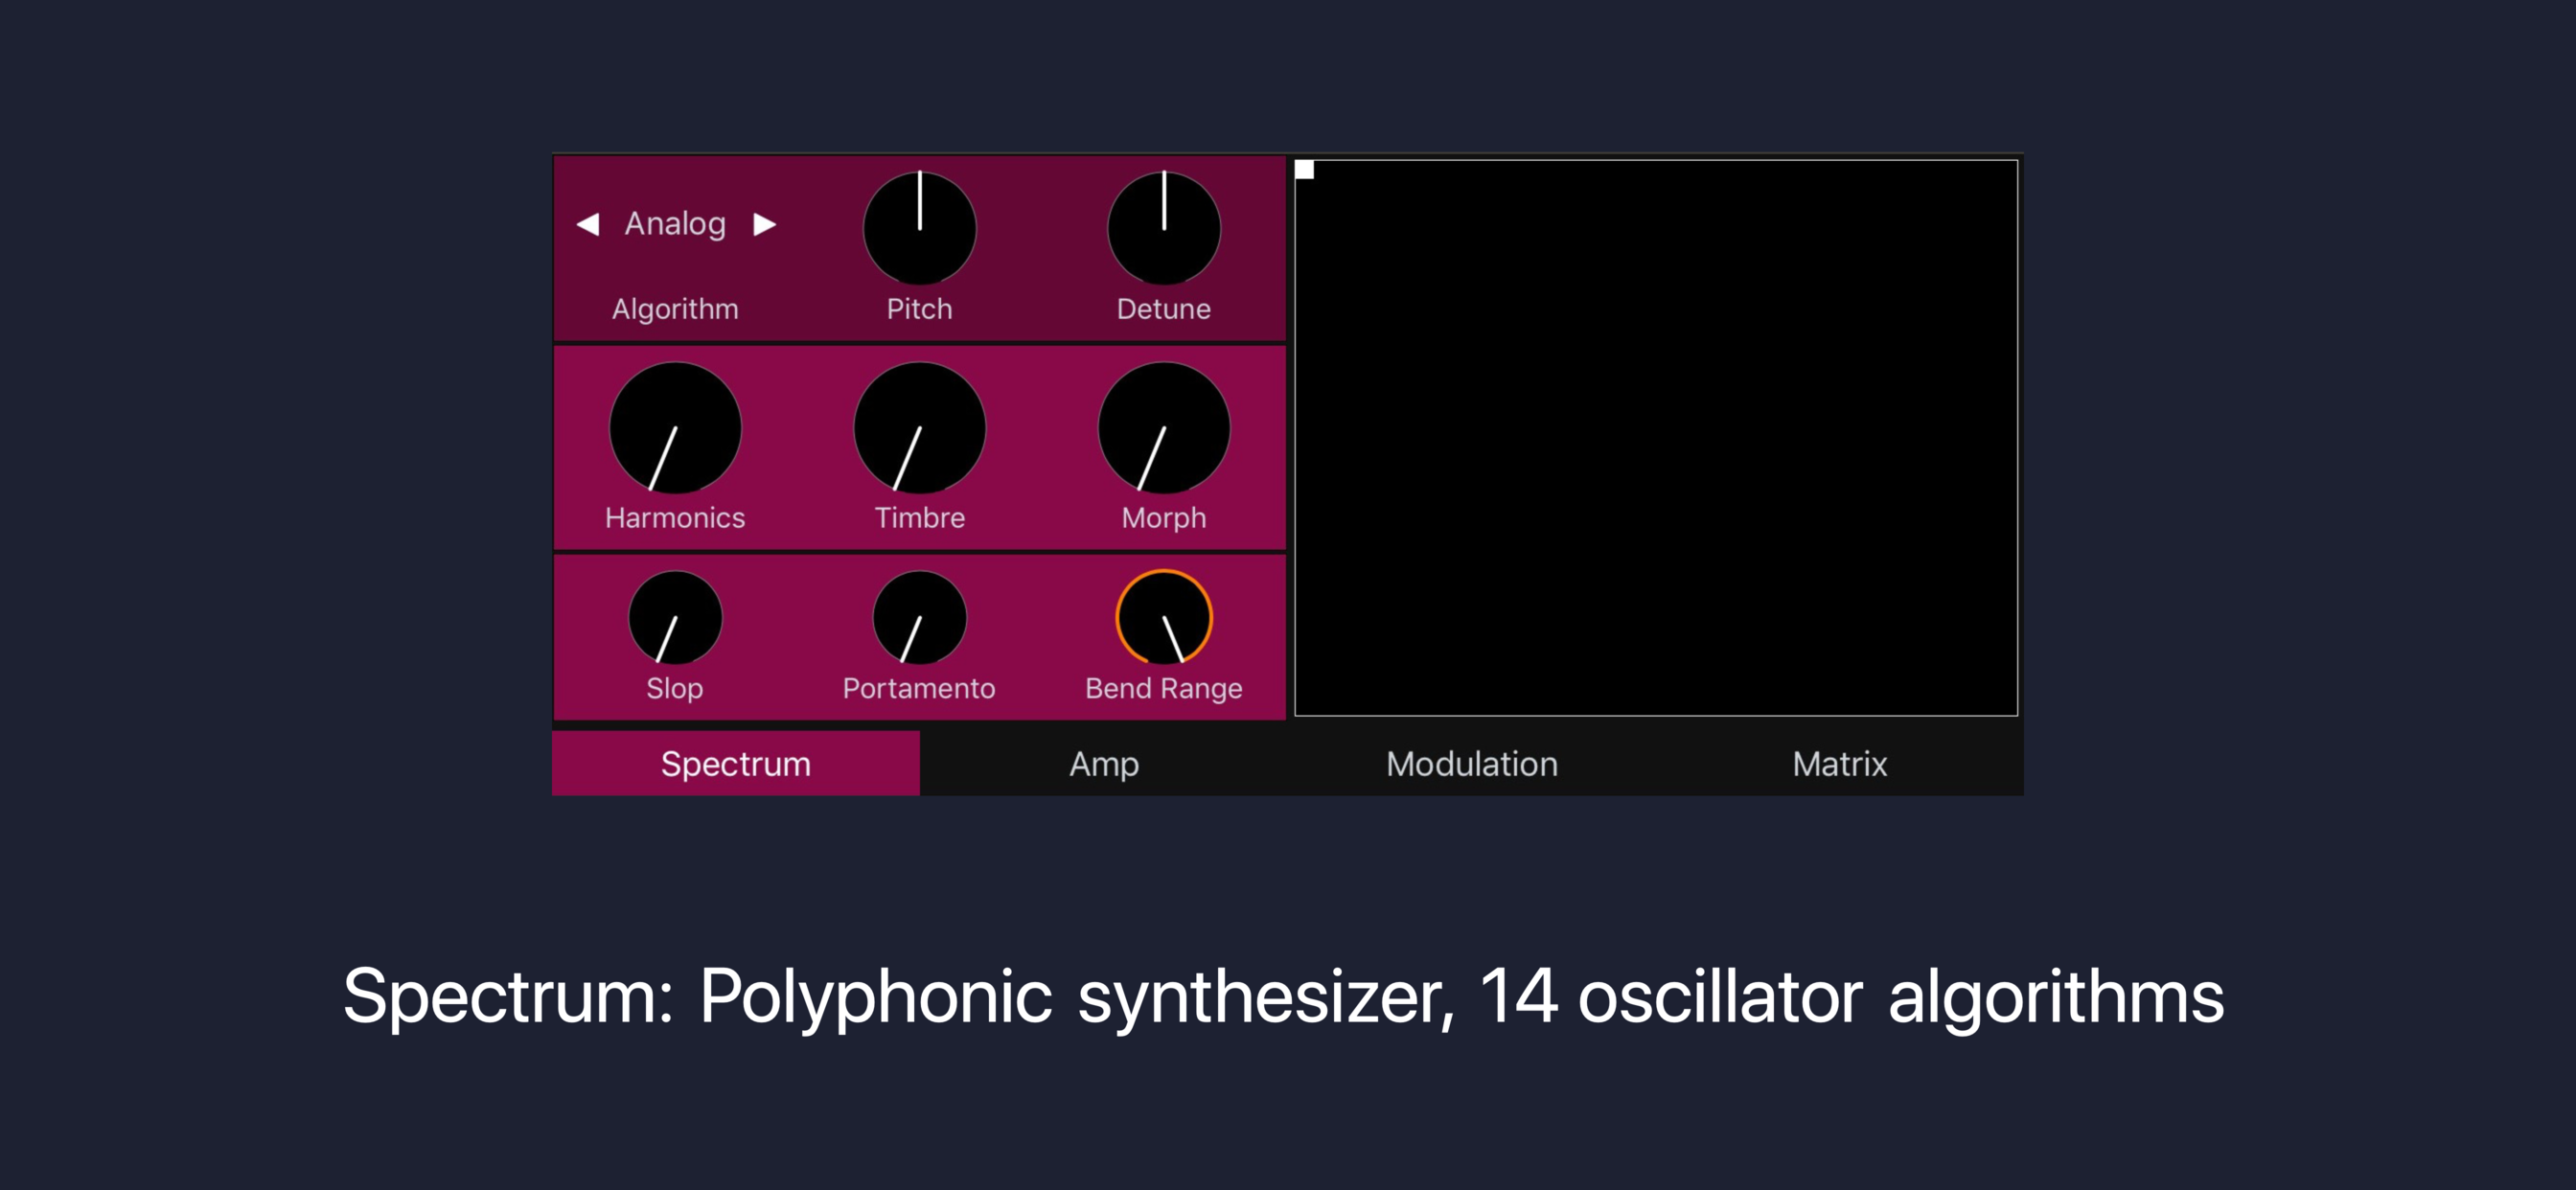 ◀ Analog ▶
Algorithm Pitch Detune
Harmonics Timbre Morph
Slop Portamento Bend Range
Spectrum Amp Modulation Matrix
Spectrum: Polyphonic synthesizer, 14 oscillator algorithms